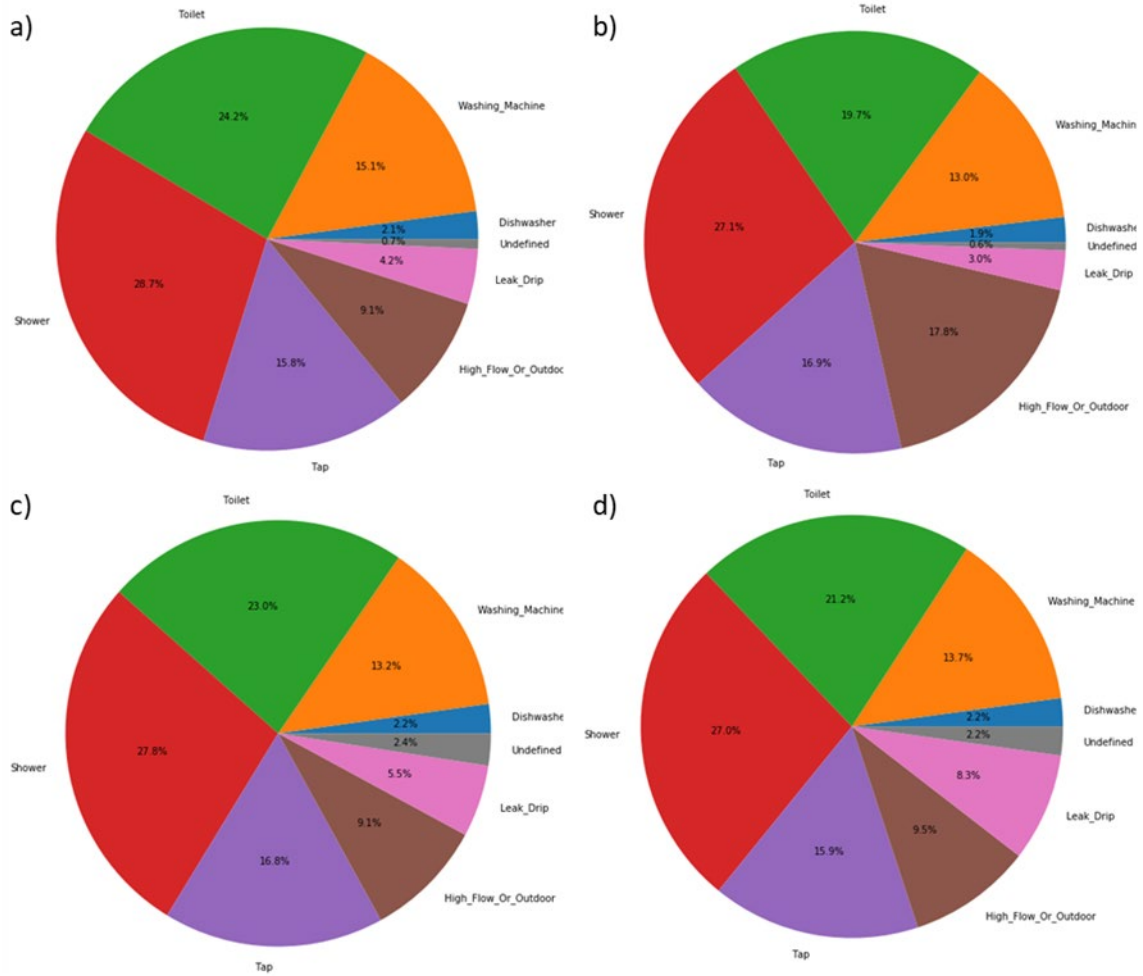 a)
Toilet
24.2%
Washing_Machine
15.1%
Dishwasher
2.1%
Undefined
0.7%
Leak_Drip
4.2%
High_Flow_Or_Outdoc
9.1%
Tap
15.8%
Shower
28.7%
b)
Toilet
19.7%
Washing_Machin
13.0%
Dishwashe
1.9%
Undefined
0.6%
Leak_Drip
3.0%
High_Flow_Or_Outdoor
17.8%
Tap
16.9%
Shower
27.1%
c)
Toilet
23.0%
Washing_Machine
13.2%
Dishwashe
2.2%
Undefined
2.4%
Leak_Drip
5.5%
High_Flow_Or_Outdoor
9.1%
Tap
16.8%
Shower
27.8%
d)
Toilet
21.2%
Washing_Machine
13.7%
Dishwashe
2.2%
Undefined
2.2%
Leak_Drip
8.3%
High_Flow_Or_Outdoor
9.5%
Tap
15.9%
Shower
27.0%